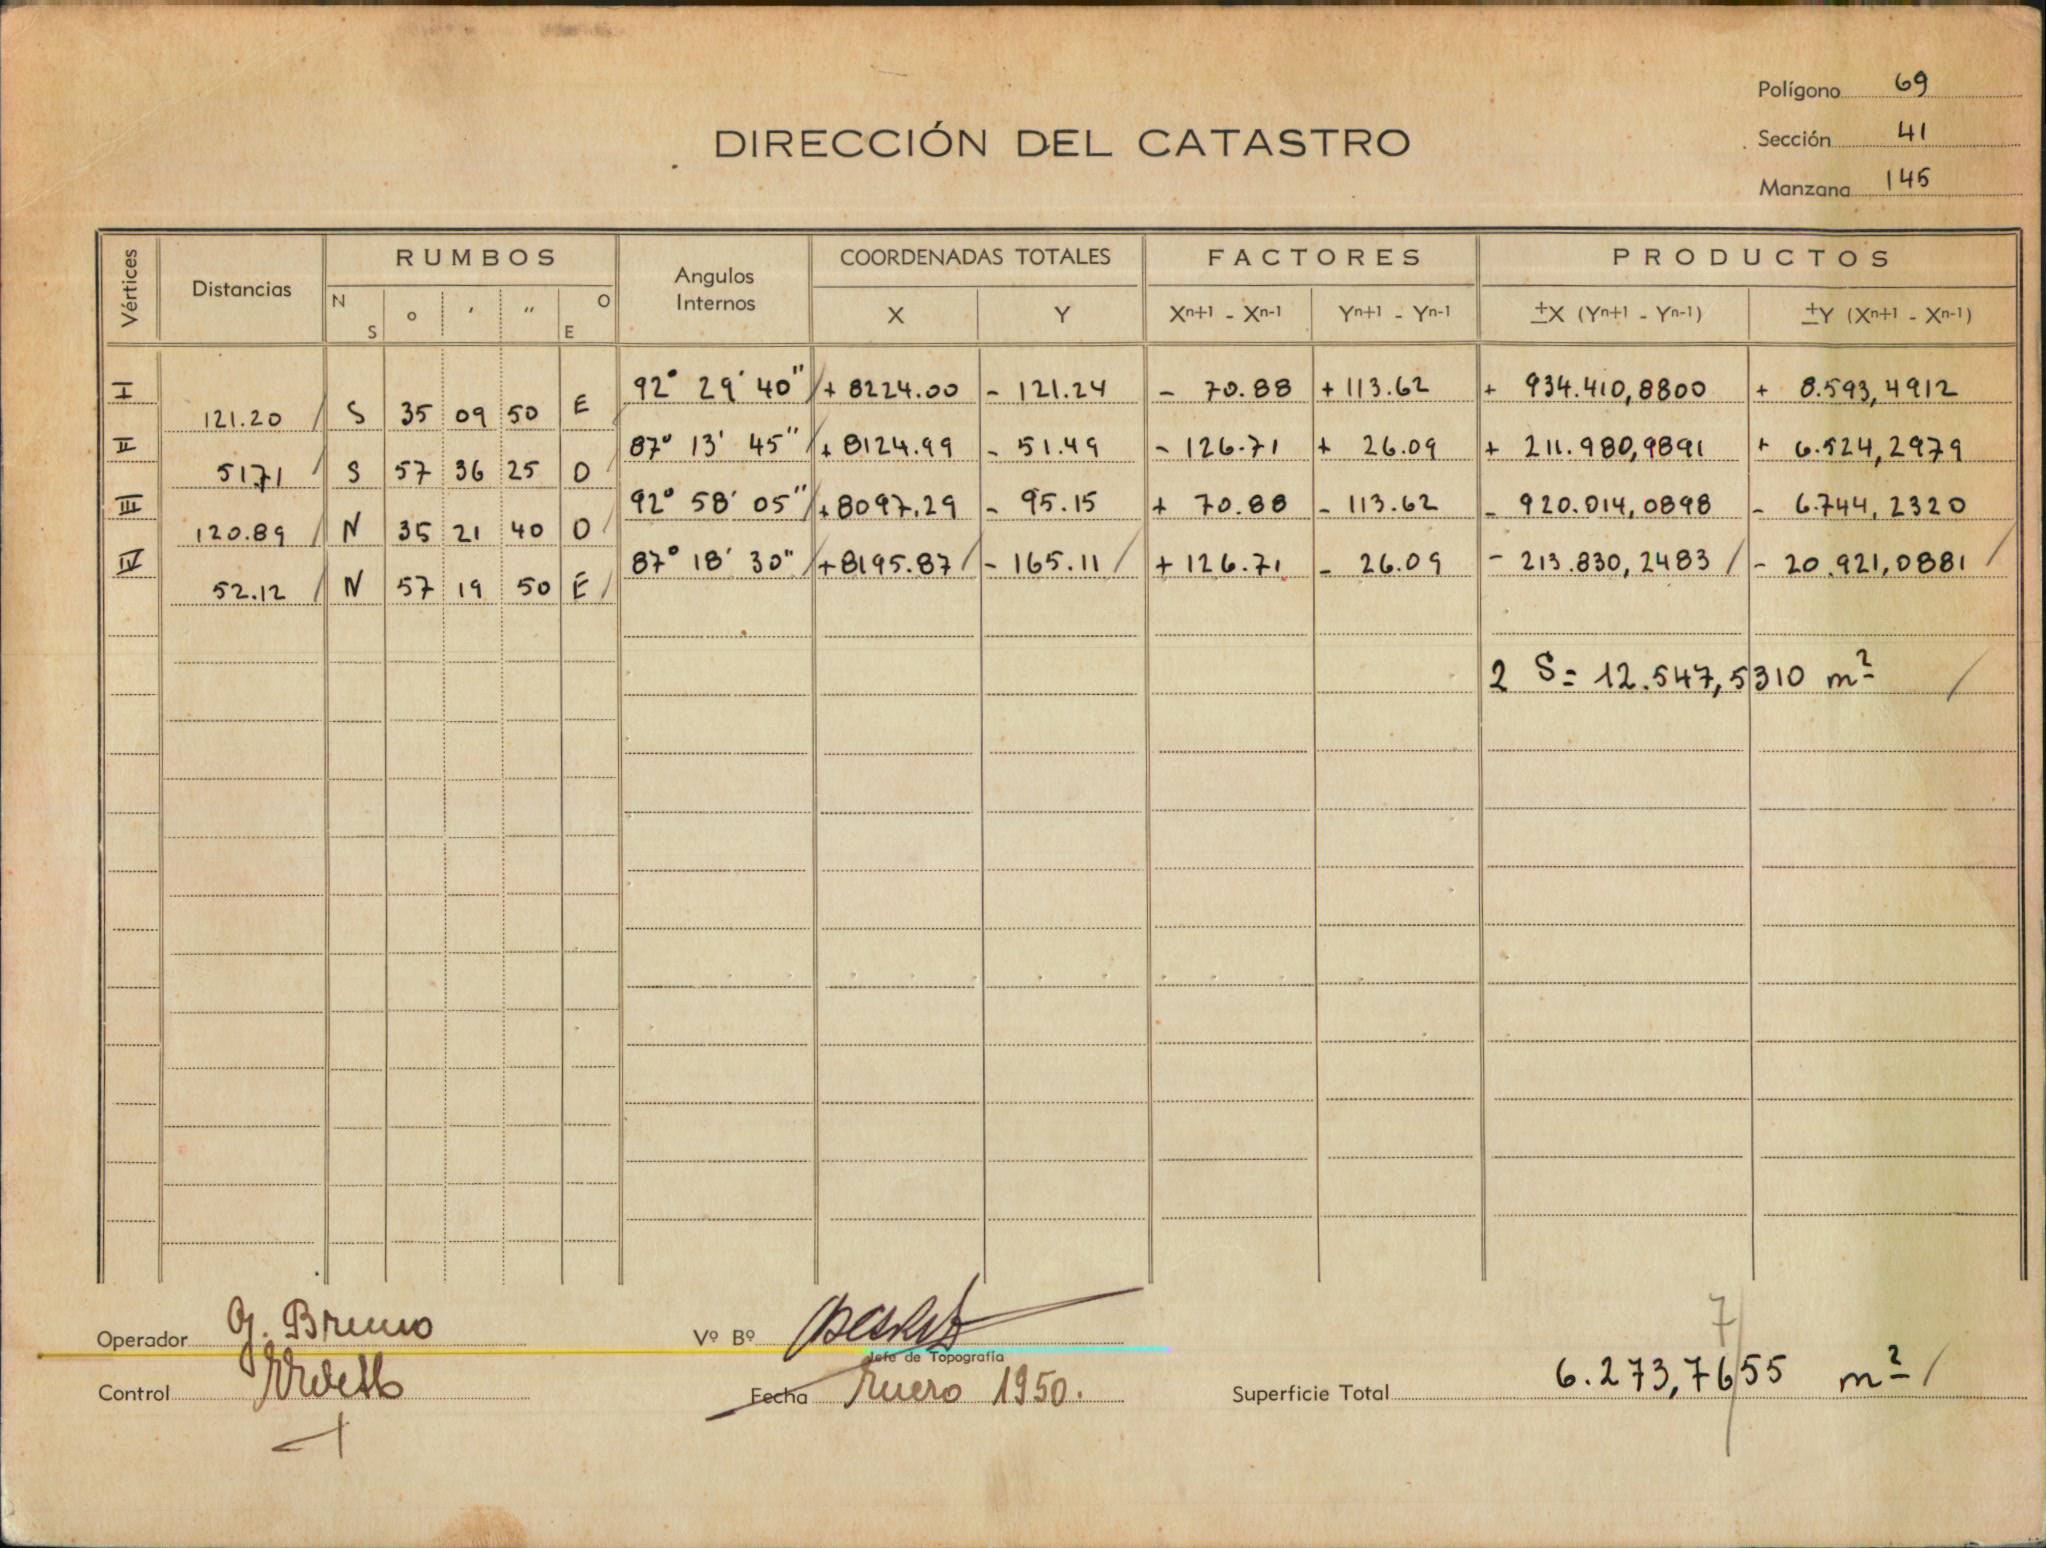 Polígono 69
DIRECCIÓN DEL CATASTRO
Sección 41
Manzana 145
Vértices Distancias RUMBOS Angulos Internos COORDENADAS TOTALES FACTORES PRODUCTOS
N S o ' '' O E X Y Xn+1 - Xn-1 Yn+1 - Yn-1 ±X (Yn+1 - Yn-1) ±Y (Xn+1 - Xn-1)
I 92° 29' 40" + 8224.00 - 121.24 - 70.88 + 113.62 + 934.410,8800 + 8.593,4912
121.20 S 35 09 50 E
II 87° 13' 45" + 8124.99 - 51.49 - 126.71 + 26.09 + 211.980,9891 + 6.524,2979
51.71 S 57 36 25 O
III 92° 58' 05" + 8097.29 - 95.15 + 70.88 - 113.62 - 920.014,0898 - 6.744,2320
120.89 N 35 21 40 O
IV 87° 18' 30" + 8195.87 - 165.11 + 126.71 - 26.09 - 213.830,2483 - 20.921,0881
52.12 N 57 19 50 E
2 S = 12.547,5310 m²
7
Operador G. Bruno Vº Bº
Jefe de Topografía
Control Fecha Enero 1950. Superficie Total 6.273,7655 m²